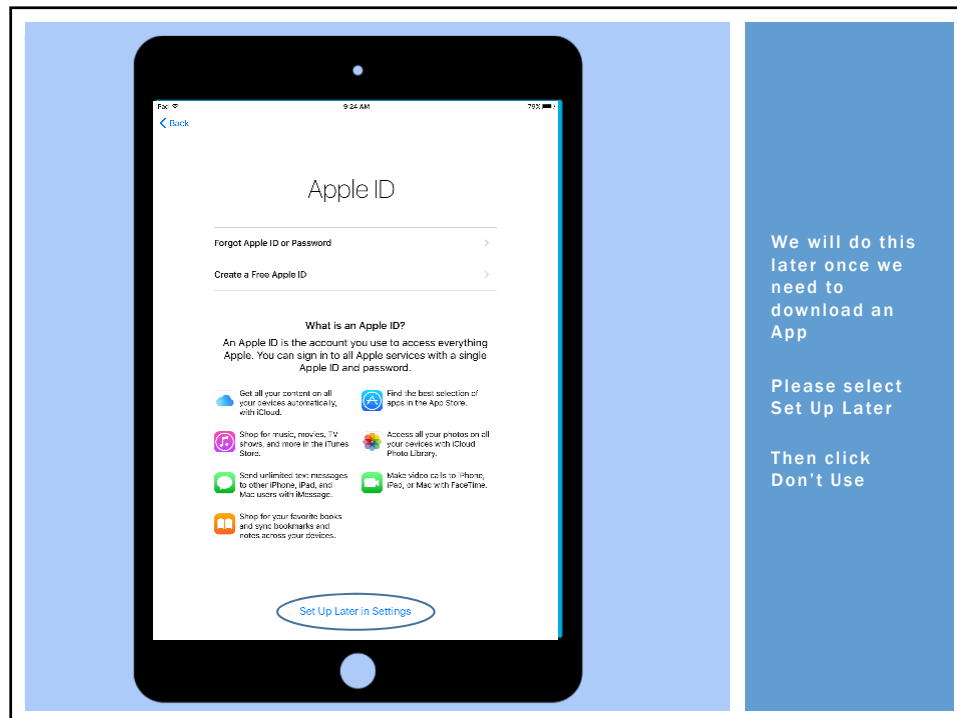 Pad 9:24 AM 79%
Back
Apple ID
Forgot Apple ID or Password
Create a Free Apple ID
What is an Apple ID?
An Apple ID is the account you use to access everything
Apple. You can sign in to all Apple services with a single
Apple ID and password.
Get all your content on all
your devices automatically,
with iCloud.
Find the best selection of
apps in the App Store.
Shop for music, movies, TV
shows, and more in the iTunes
Store.
Access all your photos on all
your devices with iCloud
Photo Library.
Send unlimited text messages
to other iPhone, iPad, and
Mac users with iMessage.
Make video calls to iPhone,
iPad, or Mac with FaceTime.
Shop for your favorite books
and sync bookmarks and
notes across your devices.
Set Up Later in Settings
We will do this
later once we
need to
download an
App
Please select
Set Up Later
Then click
Don't Use